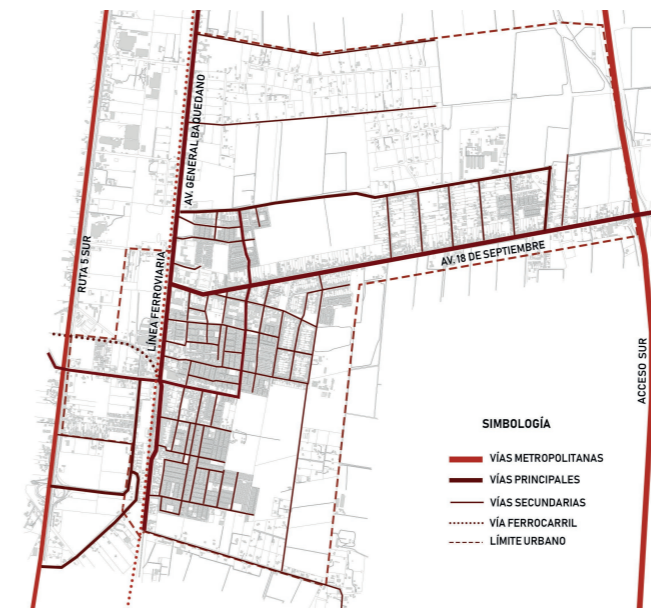 AV. GENERAL BAQUEDANO
RUTA 5 SUR
LÍNEA FERROVIARIA
AV. 18 DE SEPTIEMBRE
ACCESO SUR
SIMBOLOGÍA
VÍAS METROPOLITANAS
VÍAS PRINCIPALES
VÍAS SECUNDARIAS
VÍA FERROCARRIL
LÍMITE URBANO